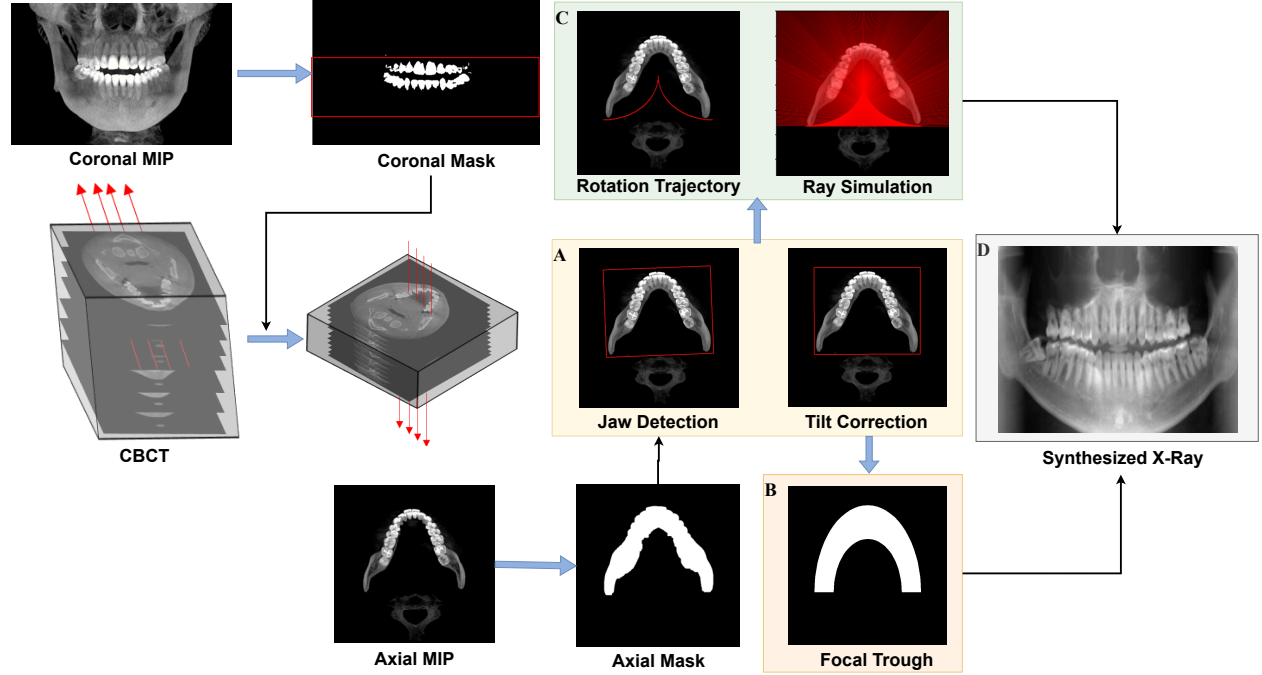 C
Coronal MIP
Coronal Mask
Rotation Trajectory
Ray Simulation
A
D
CBCT
Jaw Detection
Tilt Correction
Synthesized X-Ray
B
Axial MIP
Axial Mask
Focal Trough